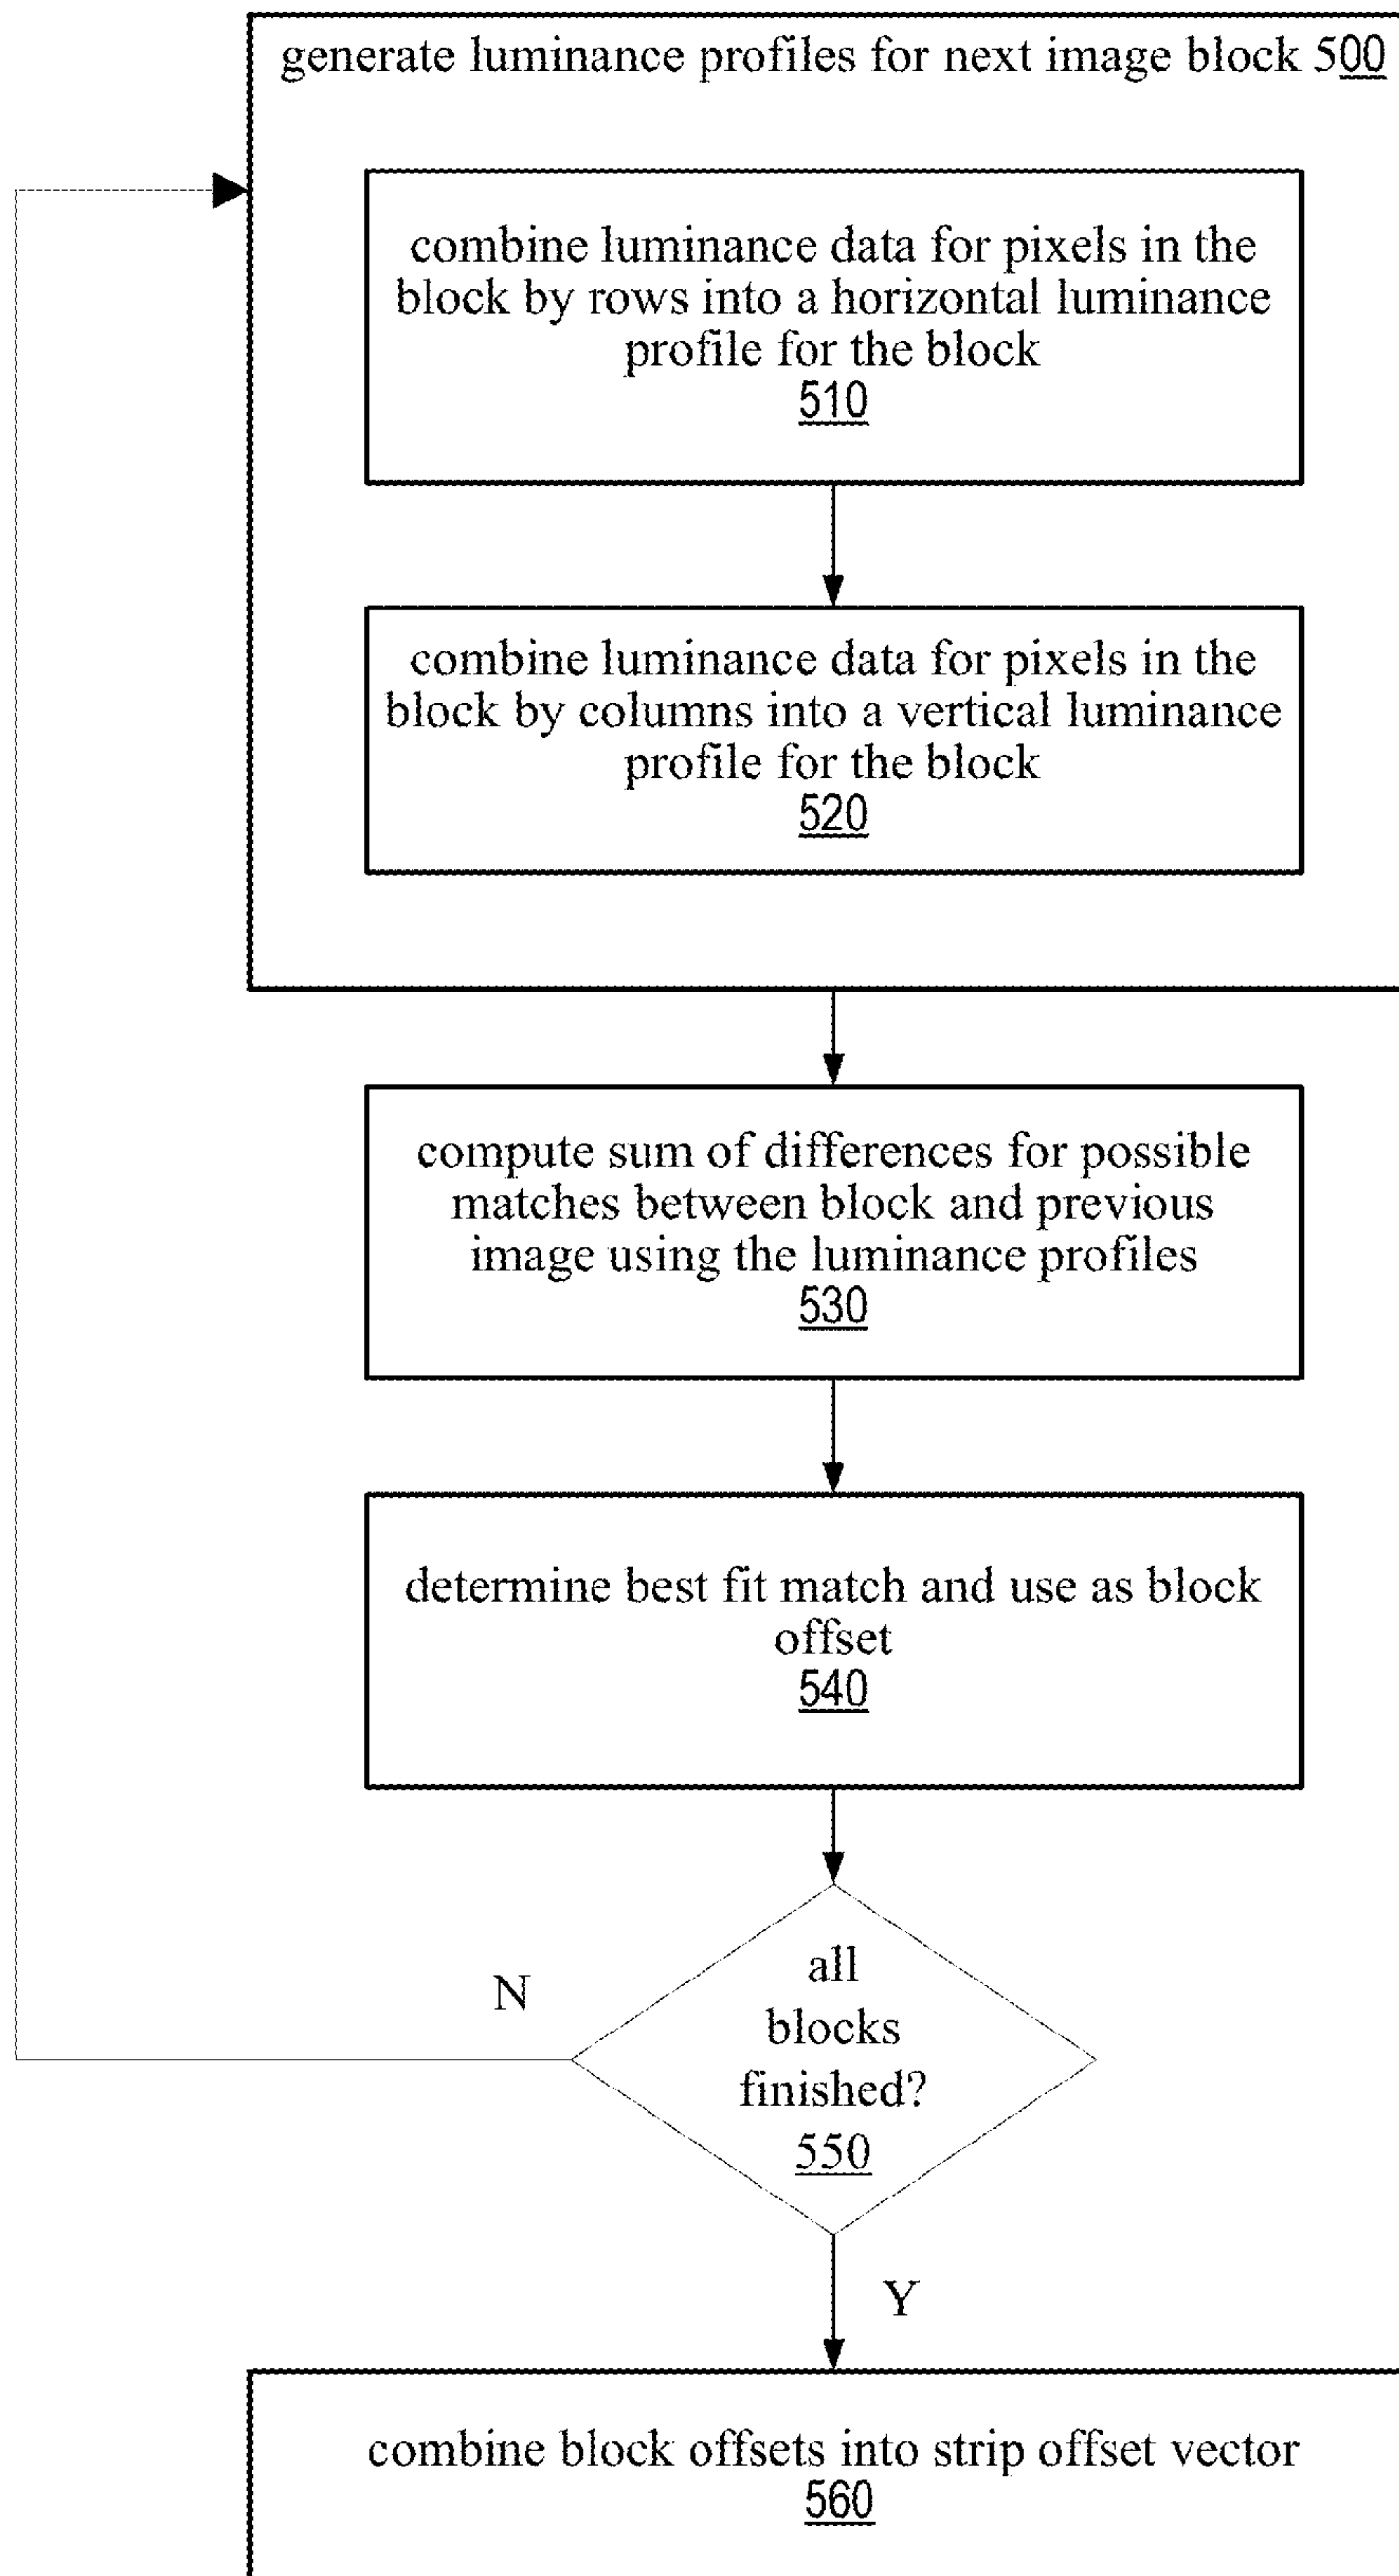 generate luminance profiles for next image block 500
combine luminance data for pixels in the
block by rows into a horizontal luminance
profile for the block
510
combine luminance data for pixels in the
block by columns into a vertical luminance
profile for the block
520
compute sum of differences for possible
matches between block and previous
image using the luminance profiles
530
determine best fit match and use as block
offset
540
all
blocks
finished?
550
N
Y
combine block offsets into strip offset vector
560